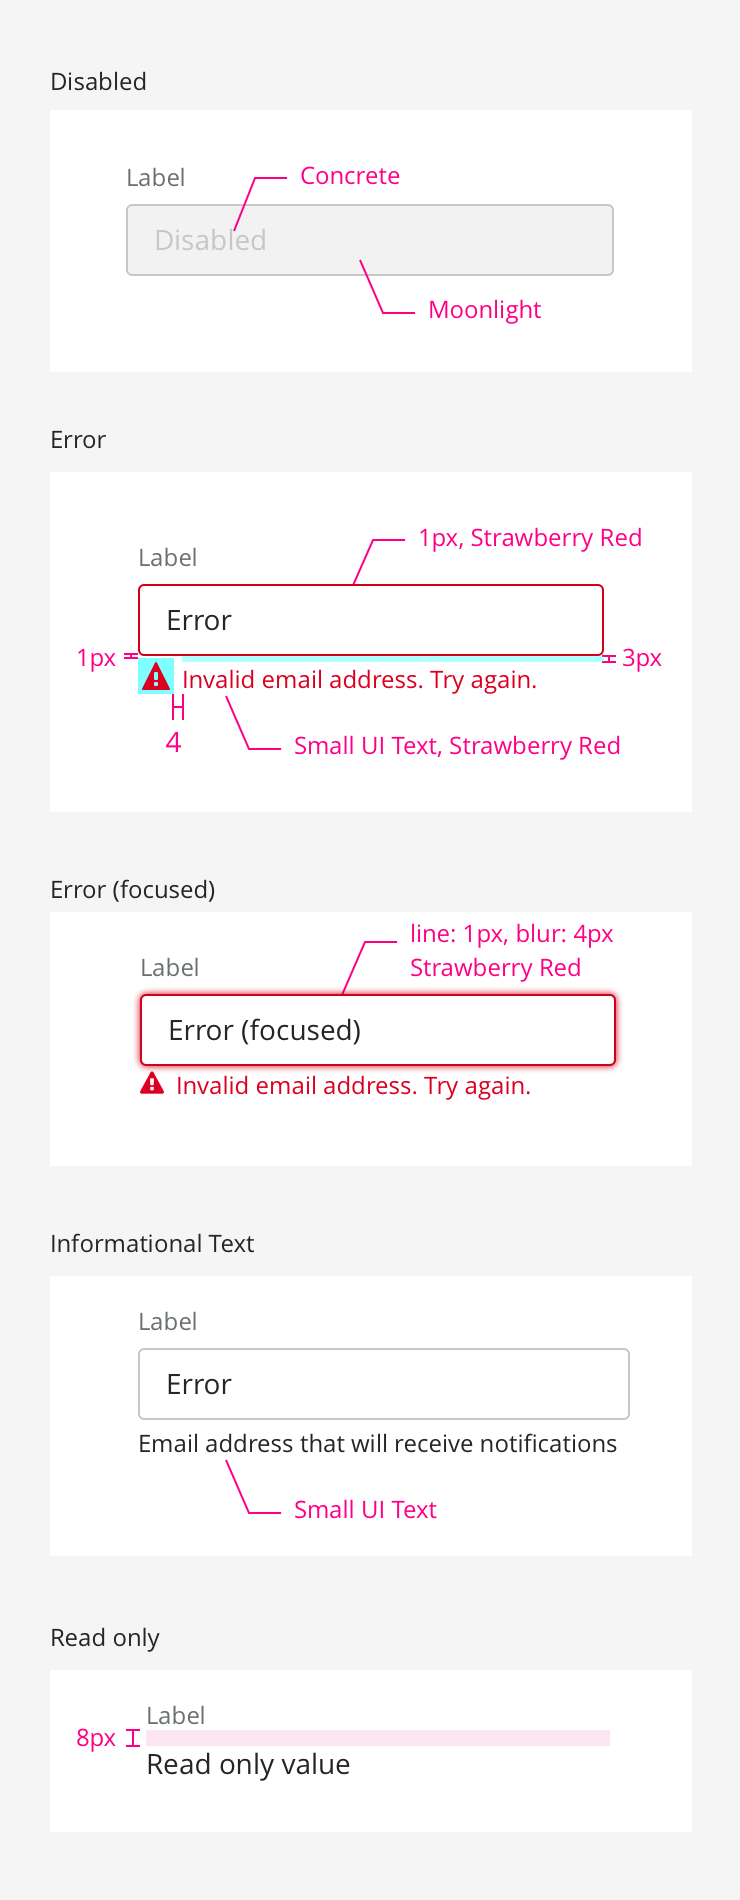 Disabled
Label
Concrete
Disabled
Moonlight
Error
1px, Strawberry Red
Label
Error
1px
3px
Invalid email address. Try again.
4
Small UI Text, Strawberry Red
Error (focused)
line: 1px, blur: 4px
Strawberry Red
Label
Error (focused)
Invalid email address. Try again.
Informational Text
Label
Error
Email address that will receive notifications
Small UI Text
Read only
Label
8px
Read only value